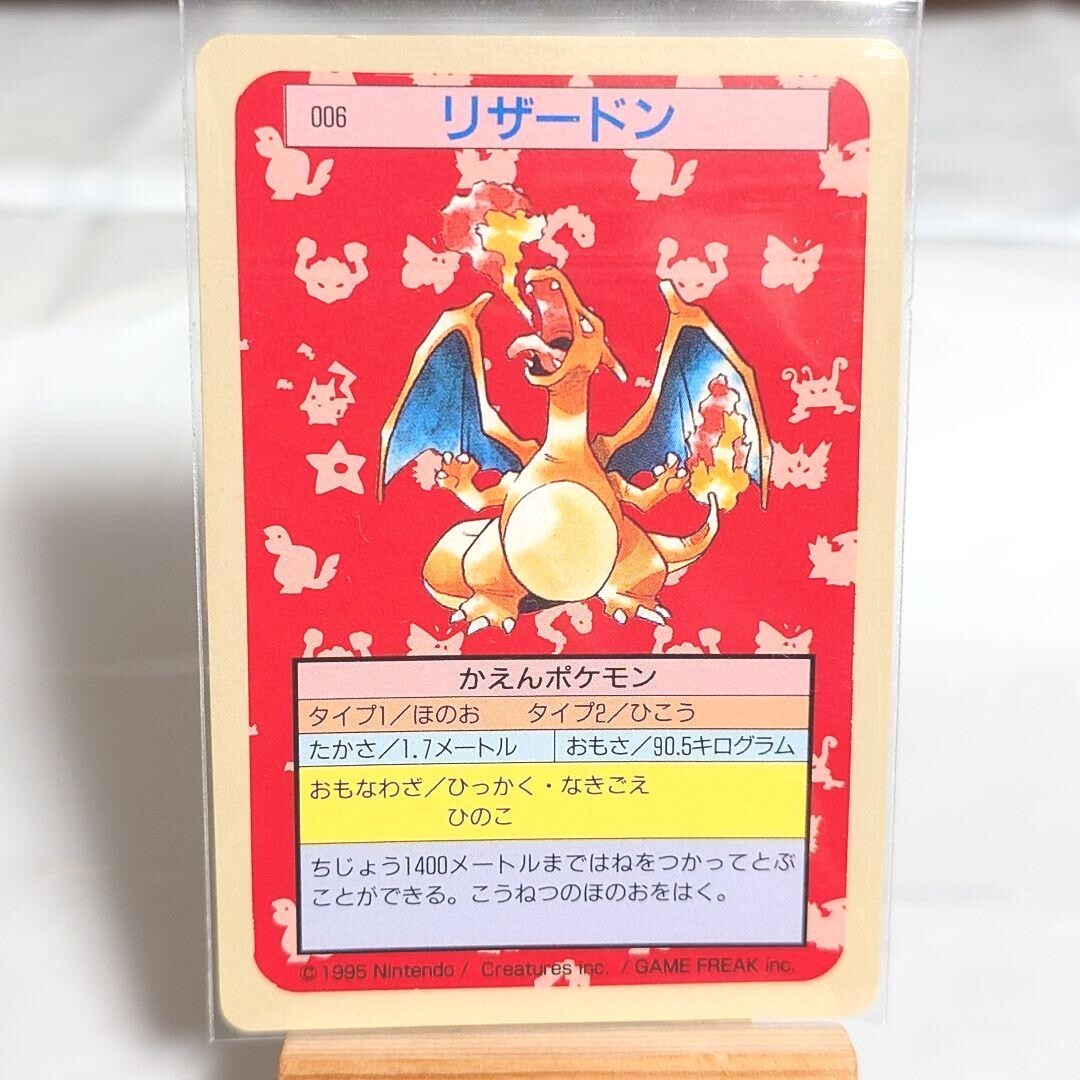 006 リザードン
かえんポケモン
タイプ1／ほのお タイプ2／ひこう
たかさ／1.7メートル おもさ／90.5キログラム
おもなわざ／ひっかく・なきごえ
ひのこ
ちじょう1400メートルまではねをつかってとぶ
ことができる。こうねつのほのおをはく。
© 1995 Nintendo / Creatures inc. / GAME FREAK inc.